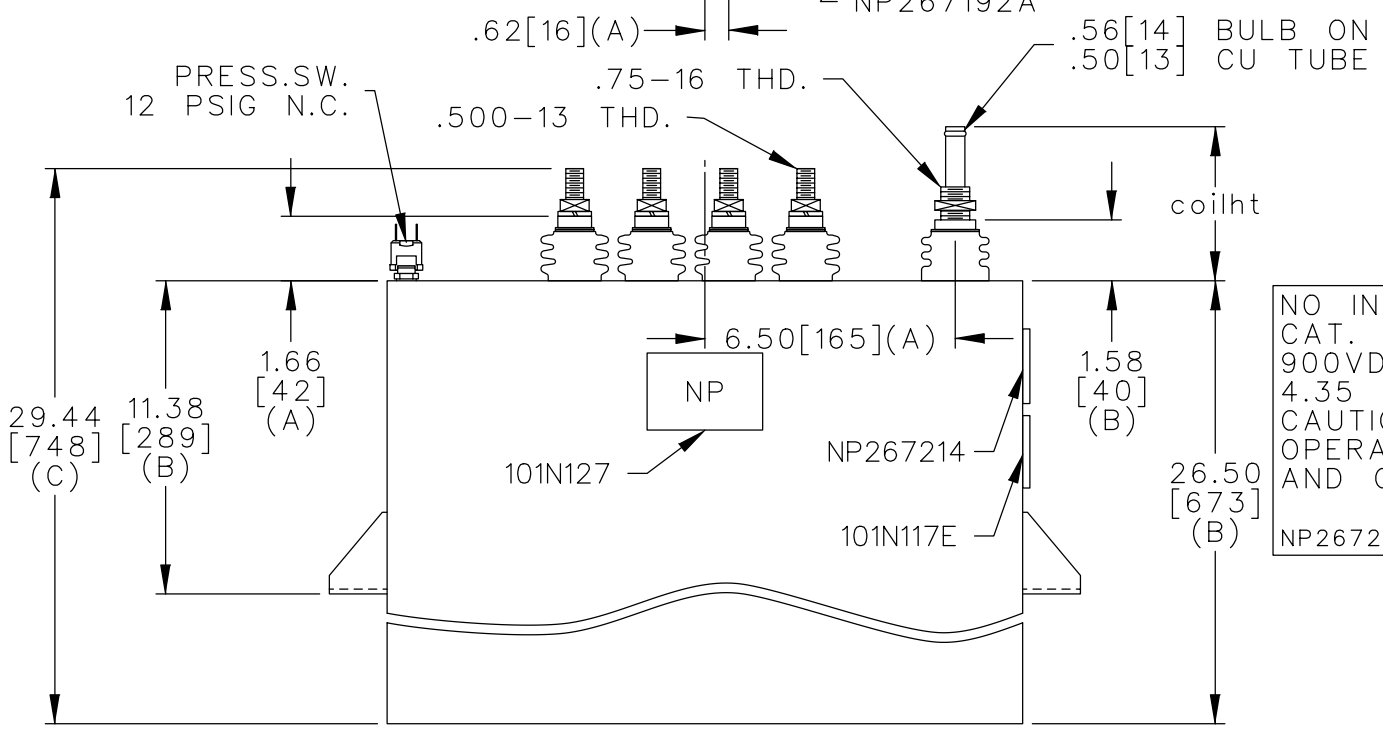 NP267192A
.62[16](A)
.56[14] BULB ON
.50[13] CU TUBE
PRESS.SW.
12 PSIG N.C.
.75-16 THD.
.500-13 THD.
coilht
6.50[165](A)
1.66
[42]
(A)
1.58
[40]
(B)
29.44
[748]
(C)
11.38
[289]
(B)
NP
101N127
NP267214
101N117E
26.50
[673]
(B)
NO IN
CAT.
900VD
4.35
CAUTIO
OPERA
AND
NP2672